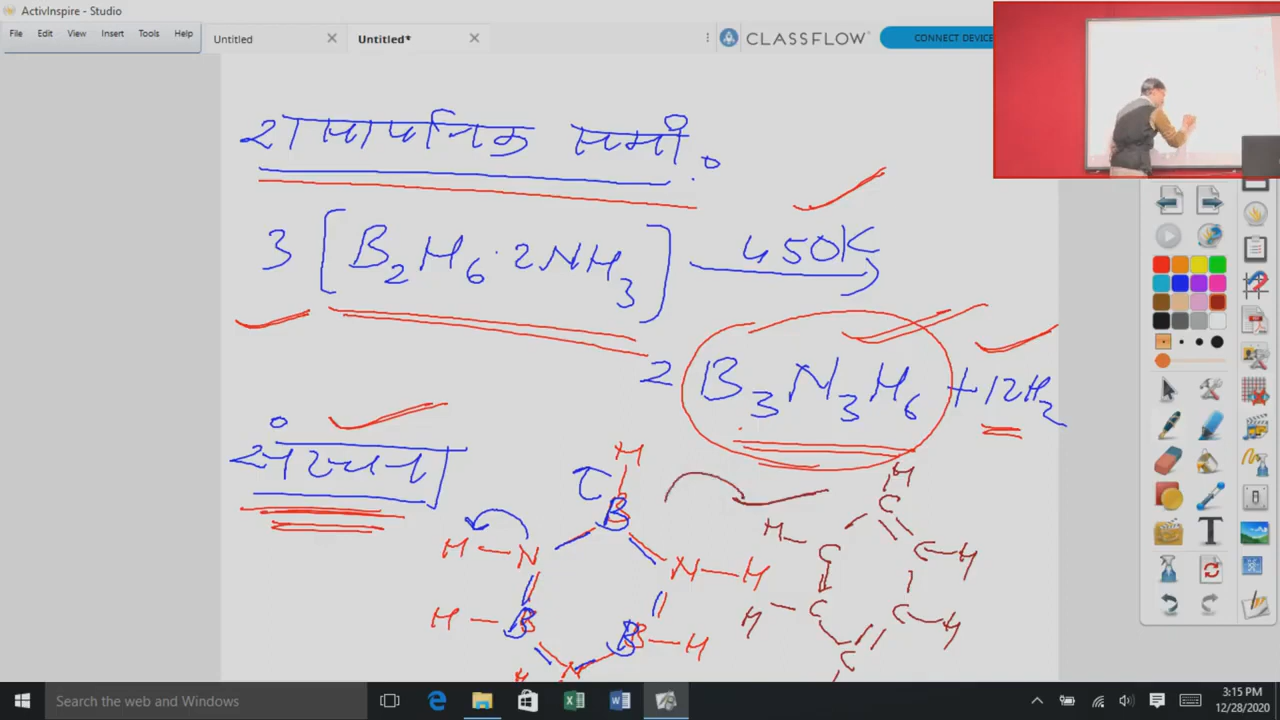 ActivInspire - Studio
File Edit View Insert Tools Help
Untitled
Untitled*
CLASSFLOW
CONNECT DEVICE
रासायनिक समी.
3 [B₂H₆·2NH₃] 450K
2 B₃N₃H₆ + 12H₂
संरचना
H
B
H
C
H – N
N – H
H
C
C – H
H – B
B – H
N
H
C
C – H
C
H
Search the web and Windows
3:15 PM
12/28/2020